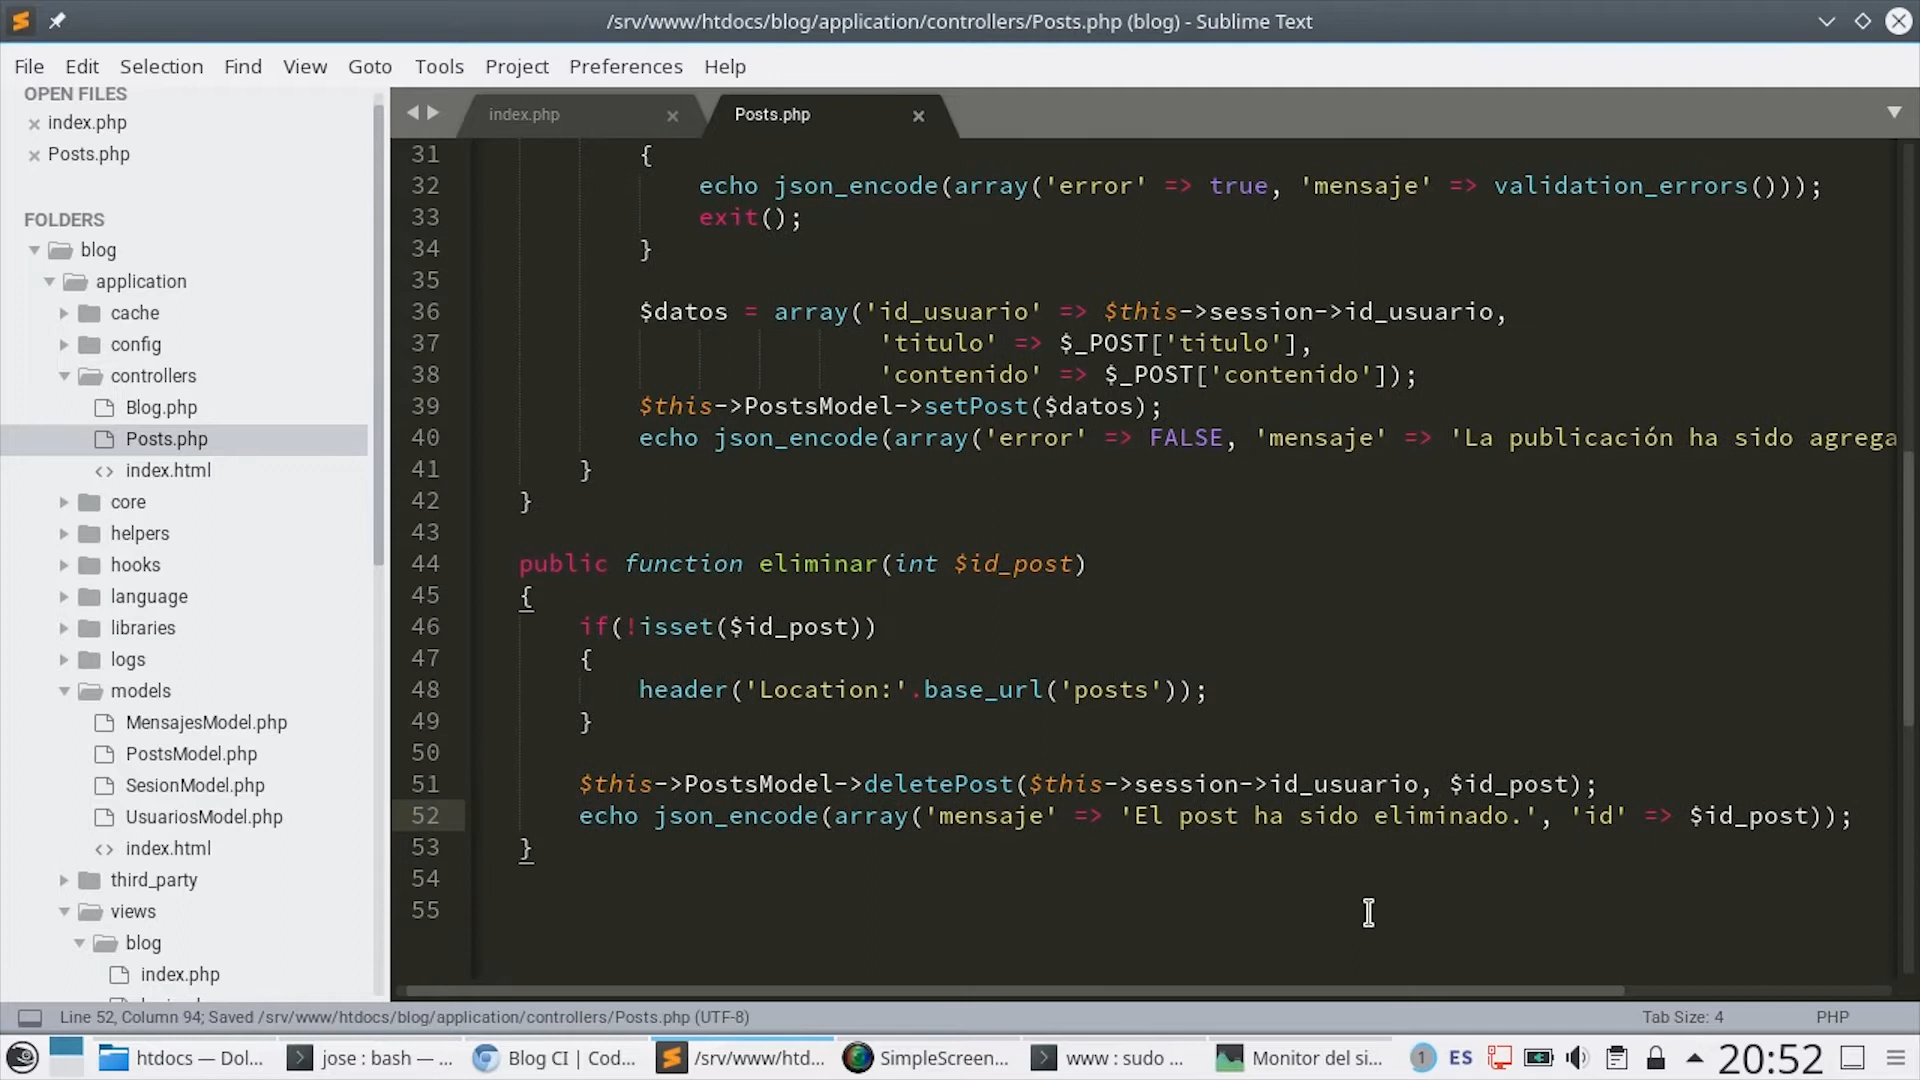 /srv/www/htdocs/blog/application/controllers/Posts.php (blog) - Sublime Text
File Edit Selection Find View Goto Tools Project Preferences Help
OPEN FILES
index.php
Posts.php
FOLDERS
blog
application
cache
config
controllers
Blog.php
Posts.php
index.html
core
helpers
hooks
language
libraries
logs
models
MensajesModel.php
PostsModel.php
SesionModel.php
UsuariosModel.php
index.html
third_party
views
blog
index.php
index.php Posts.php
31 {
32 echo json_encode(array('error' => true, 'mensaje' => validation_errors()));
33 exit();
34 }
35
36 $datos = array('id_usuario' => $this->session->id_usuario,
37 'titulo' => $_POST['titulo'],
38 'contenido' => $_POST['contenido']);
39 $this->PostsModel->setPost($datos);
40 echo json_encode(array('error' => FALSE, 'mensaje' => 'La publicación ha sido agrega
41 }
42 }
43
44 public function eliminar(int $id_post)
45 {
46 if(!isset($id_post))
47 {
48 header('Location:'.base_url('posts'));
49 }
50
51 $this->PostsModel->deletePost($this->session->id_usuario, $id_post);
52 echo json_encode(array('mensaje' => 'El post ha sido eliminado.', 'id' => $id_post));
53 }
54
55
Line 52, Column 94; Saved /srv/www/htdocs/blog/application/controllers/Posts.php (UTF-8) Tab Size: 4 PHP
htdocs — Dol... jose : bash — ... Blog CI | Cod... /srv/www/htd... SimpleScreen... www : sudo ... Monitor del si... 1 ES 20:52